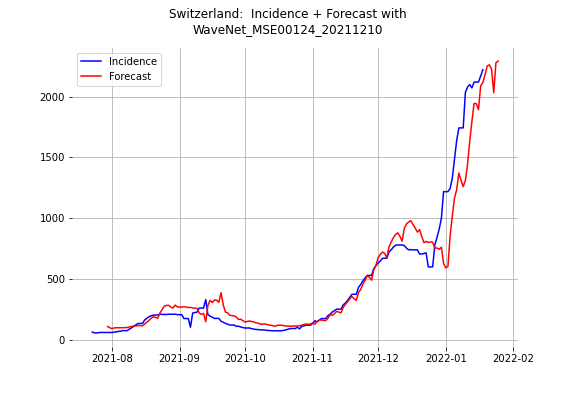 Switzerland:  Incidence + Forecast with
WaveNet_MSE00124_20211210
Incidence
Forecast
2000
1500
1000
500
0
2021-08 2021-09 2021-10 2021-11 2021-12 2022-01 2022-02